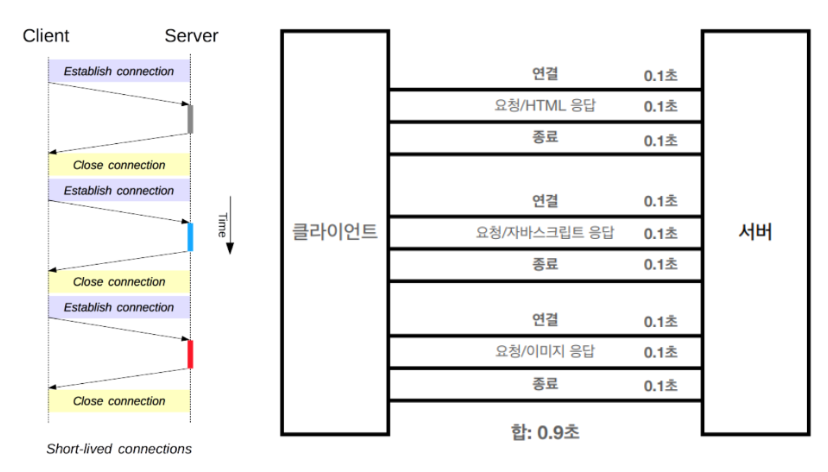 Client Server
Establish connection
Close connection
Establish connection
Time
Close connection
Establish connection
Close connection
Short-lived connections
클라이언트
연결 0.1초
요청/HTML 응답 0.1초
종료 0.1초
연결 0.1초
요청/자바스크립트 응답 0.1초
종료 0.1초
연결 0.1초
요청/이미지 응답 0.1초
종료 0.1초
합: 0.9초
서버